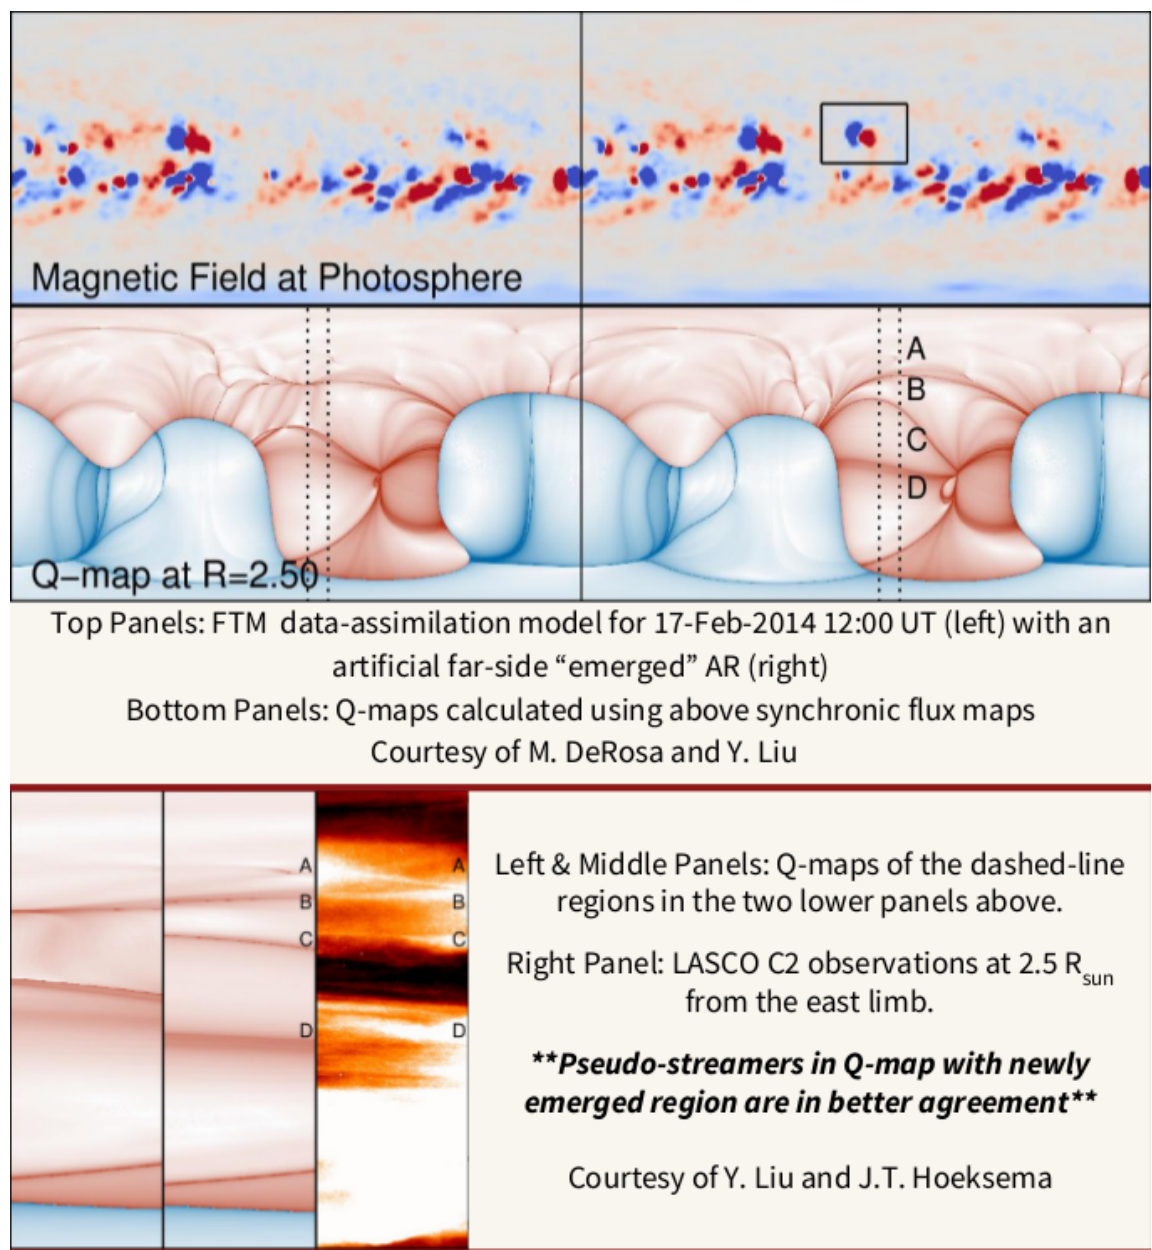 Magnetic Field at Photosphere
A
B
C
D
Q−map at R=2.50
Top Panels: FTM data-assimilation model for 17-Feb-2014 12:00 UT (left) with an
artificial far-side “emerged” AR (right)
Bottom Panels: Q-maps calculated using above synchronic flux maps
Courtesy of M. DeRosa and Y. Liu
A
B
C
D
A
B
C
D
Left & Middle Panels: Q-maps of the dashed-line
regions in the two lower panels above.
Right Panel: LASCO C2 observations at 2.5 Rsun
from the east limb.
**Pseudo-streamers in Q-map with newly
emerged region are in better agreement**
Courtesy of Y. Liu and J.T. Hoeksema